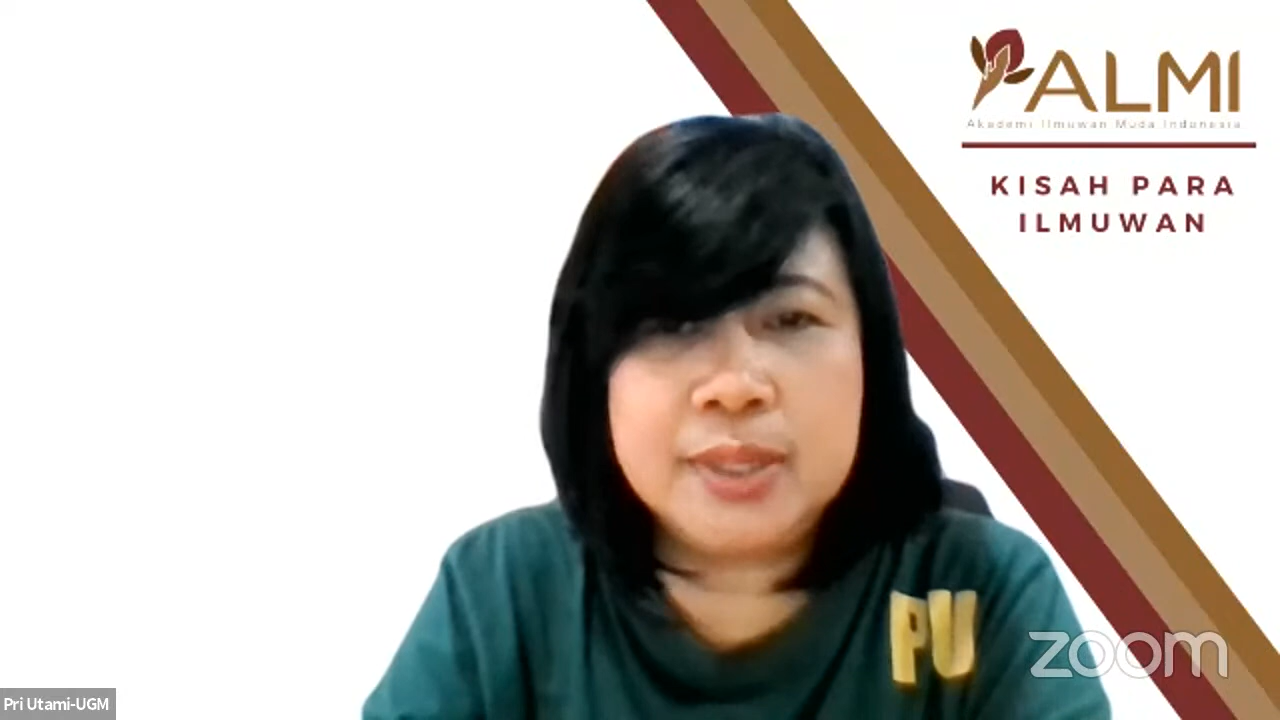 ALMI
Akademi Ilmuwan Muda Indonesia
KISAH PARA
ILMUWAN
PU
zoom
Pri Utami-UGM